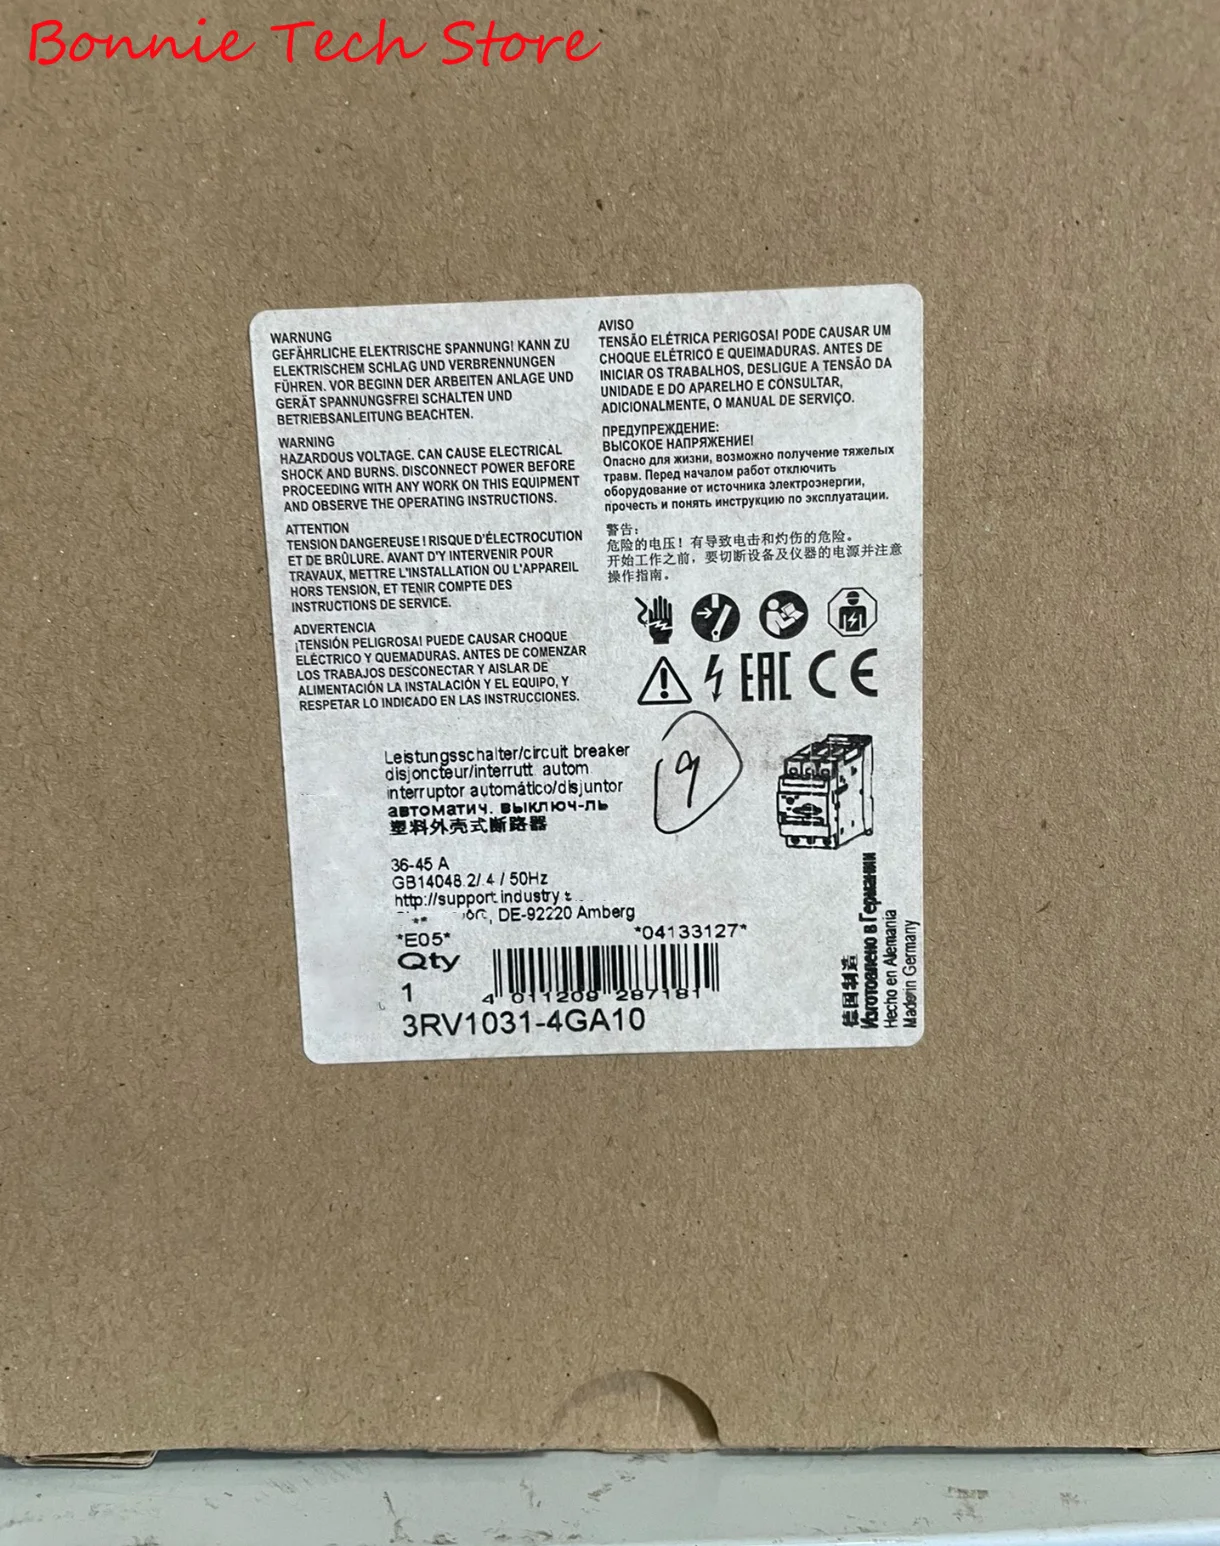 Bonnie Tech Store
WARNUNG
GEFÄHRLICHE ELEKTRISCHE SPANNUNG! KANN ZU
ELEKTRISCHEM SCHLAG UND VERBRENNUNGEN
FÜHREN. VOR BEGINN DER ARBEITEN ANLAGE UND
GERÄT SPANNUNGSFREI SCHALTEN UND
BETRIEBSANLEITUNG BEACHTEN.
WARNING
HAZARDOUS VOLTAGE. CAN CAUSE ELECTRICAL
SHOCK AND BURNS. DISCONNECT POWER BEFORE
PROCEEDING WITH ANY WORK ON THIS EQUIPMENT
AND OBSERVE THE OPERATING INSTRUCTIONS.
ATTENTION
TENSION DANGEREUSE ! RISQUE D'ÉLECTROCUTION
ET DE BRÛLURE. AVANT D'Y INTERVENIR POUR
TRAVAUX, METTRE L'INSTALLATION OU L'APPAREIL
HORS TENSION, ET TENIR COMPTE DES
INSTRUCTIONS DE SERVICE.
ADVERTENCIA
¡TENSIÓN PELIGROSA! PUEDE CAUSAR CHOQUE
ELÉCTRICO Y QUEMADURAS. ANTES DE COMENZAR
LOS TRABAJOS DESCONECTAR Y AISLAR DE
ALIMENTACIÓN LA INSTALACIÓN Y EL EQUIPO, Y
RESPETAR LO INDICADO EN LAS INSTRUCCIONES.
AVISO
TENSÃO ELÉTRICA PERIGOSA! PODE CAUSAR UM
CHOQUE ELÉTRICO E QUEIMADURAS. ANTES DE
INICIAR OS TRABALHOS, DESLIGUE A TENSÃO DA
UNIDADE E DO APARELHO E CONSULTAR,
ADICIONALMENTE, O MANUAL DE SERVIÇO.
ПРЕДУПРЕЖДЕНИЕ:
ВЫСОКОЕ НАПРЯЖЕНИЕ!
Опасно для жизни, возможно получение тяжелых
травм. Перед началом работ отключить
оборудование от источника электроэнергии,
прочесть и понять инструкцию по эксплуатации.
警告：
危险的电压！有导致电击和灼伤的危险。
开始工作之前，要切断设备及仪器的电源并注意
操作指南。
EAC CE
Leistungsschalter/circuit breaker
disjoncteur/interrutt. autom
interruptor automático/disjuntor
автоматич. выключ-ль
塑料外壳式断路器
9
36-45 A
GB14048.2/.4 / 50Hz
http://support.industry
DE-92220 Amberg
*E05*
*04133127*
Qty
1
4 011209 287181
3RV1031-4GA10
德国制造
Изготовлено в Германии
Hecho en Alemania
Made in Germany